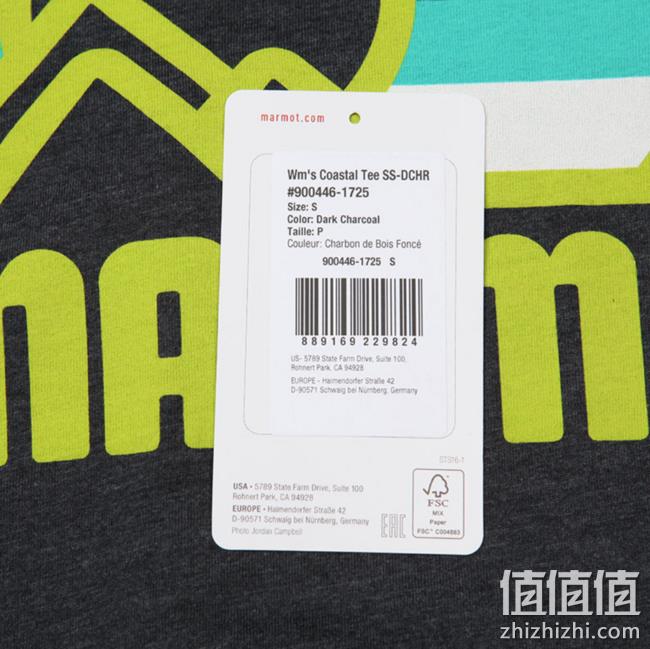 marmot.com
Wm's Coastal Tee SS-DCHR
#900446-1725
Size: S
Color: Dark Charcoal
Taille: P
Couleur: Charbon de Bois Foncé
900446-1725 S
889169 229824
US- 5789 State Farm Drive, Suite 100,
Rohnert Park, CA 94928
EUROPE - Haimendorfer Straße 42
D-90571 Schwaig bei Nürnberg, Germany
STS16-1
USA • 5789 State Farm Drive, Suite 100
Rohnert Park, CA 94928
EUROPE • Haimendorfer Straße 42
D-90571 Schwaig bei Nürnberg, Germany
Photo Jordan Campbell
EAC
FSC
MIX
Paper
FSC™ C004883
值值值
zhizhizhi.com